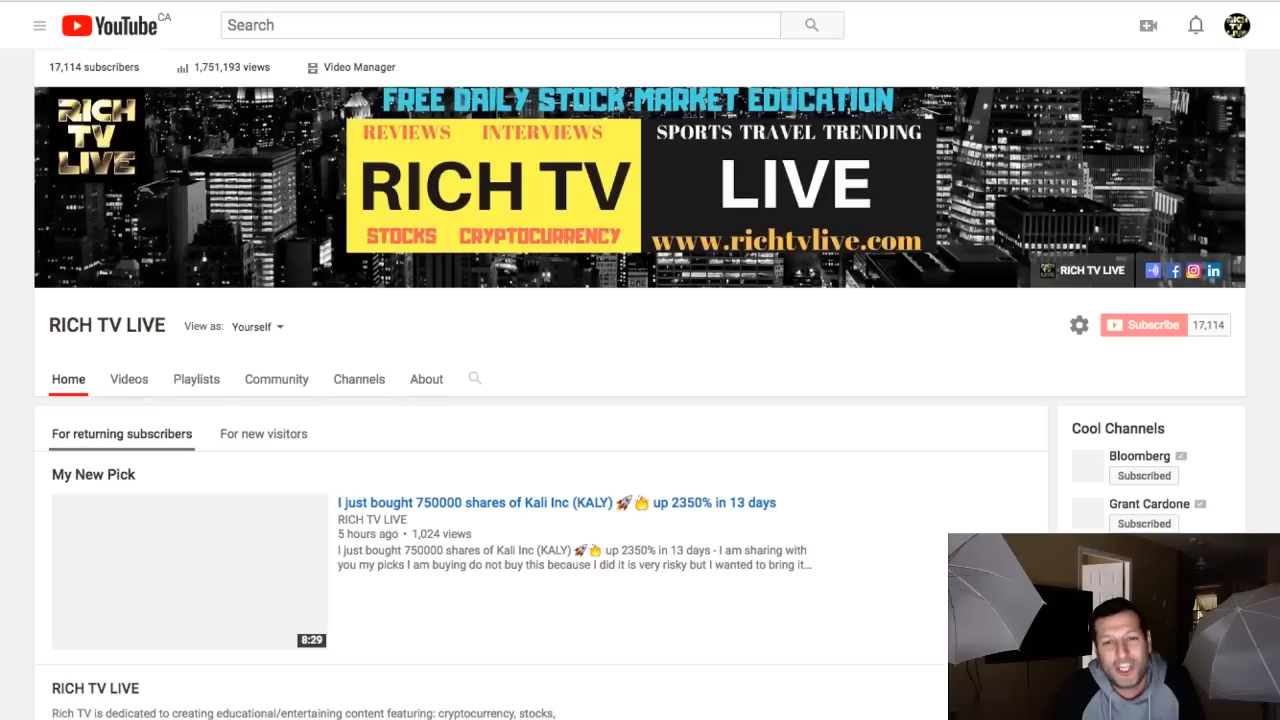 YouTube CA
Search
17,114 subscribers
1,751,193 views
Video Manager
RICH
TV
LIVE
FREE DAILY STOCK MARKET EDUCATION
REVIEWS INTERVIEWS
RICH TV
STOCKS CRYPTOCURRENCY
SPORTS TRAVEL TRENDING
LIVE
www.richtvlive.com
RICH TV LIVE
RICH TV LIVE
View as: Yourself
Subscribe 17,114
Home
Videos
Playlists
Community
Channels
About
For returning subscribers
For new visitors
My New Pick
I just bought 750000 shares of Kali Inc (KALY) 🚀🔥 up 2350% in 13 days
RICH TV LIVE
5 hours ago • 1,024 views
I just bought 750000 shares of Kali Inc (KALY) 🚀🔥 up 2350% in 13 days - I am sharing with
you my picks I am buying do not buy this because I did it is very risky but I wanted to bring it...
8:29
RICH TV LIVE
Rich TV is dedicated to creating educational/entertaining content featuring: cryptocurrency, stocks,
Cool Channels
Bloomberg
Subscribed
Grant Cardone
Subscribed